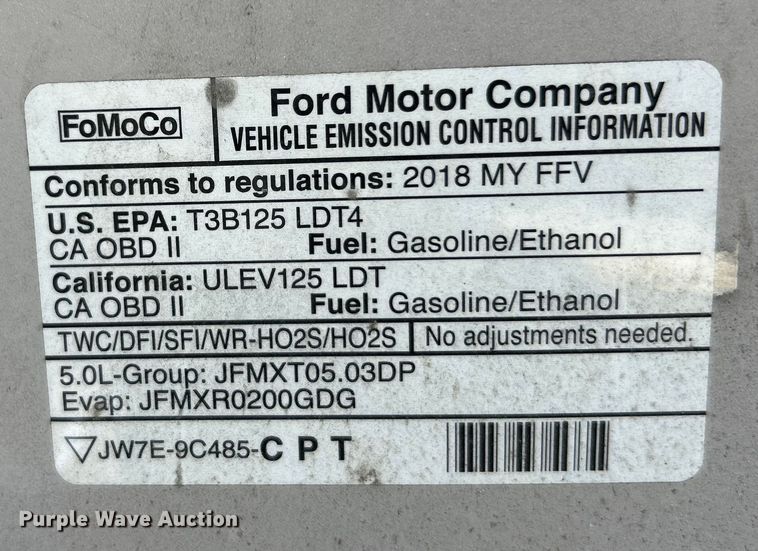 FoMoCo
Ford Motor Company
VEHICLE EMISSION CONTROL INFORMATION
Conforms to regulations: 2018 MY FFV
U.S. EPA: T3B125 LDT4
CA OBD II Fuel: Gasoline/Ethanol
California: ULEV125 LDT
CA OBD II Fuel: Gasoline/Ethanol
TWC/DFI/SFI/WR-HO2S/HO2S No adjustments needed.
5.0L-Group: JFMXT05.03DP
Evap: JFMXR0200GDG
JW7E-9C485-C P T
Purple Wave Auction